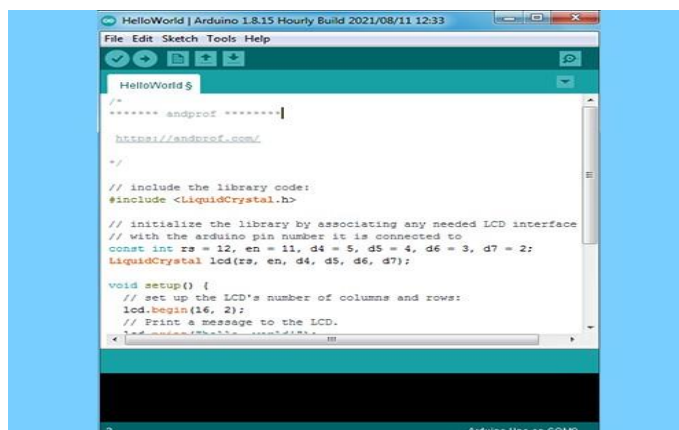 HelloWorld | Arduino 1.8.15 Hourly Build 2021/08/11 12:33
File Edit Sketch Tools Help
HelloWorld §
/*
******* andprof ********
https://andprof.com/
*/
// include the library code:
#include <LiquidCrystal.h>
// initialize the library by associating any needed LCD interface
// with the arduino pin number it is connected to
const int rs = 12, en = 11, d4 = 5, d5 = 4, d6 = 3, d7 = 2;
LiquidCrystal lcd(rs, en, d4, d5, d6, d7);
void setup() {
// set up the LCD's number of columns and rows:
lcd.begin(16, 2);
// Print a message to the LCD.